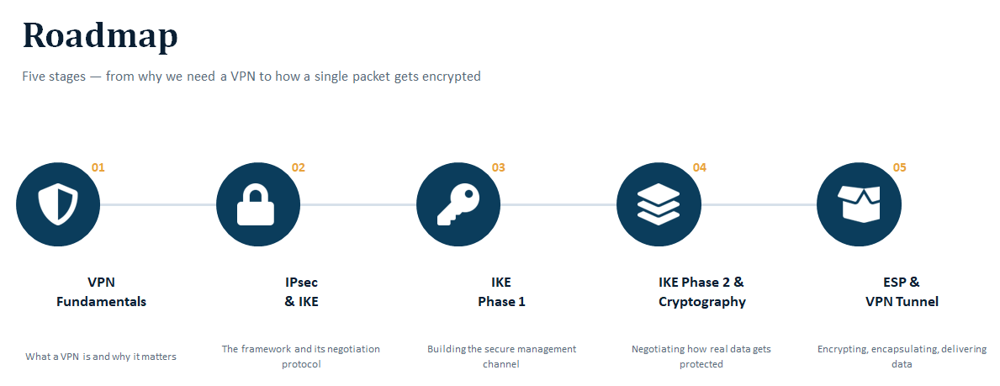 Roadmap
Five stages — from why we need a VPN to how a single packet gets encrypted
01
02
03
04
05
VPN
Fundamentals
IPsec
& IKE
IKE
Phase 1
IKE Phase 2 &
Cryptography
ESP &
VPN Tunnel
What a VPN is and why it matters
The framework and its negotiation
protocol
Building the secure management
channel
Negotiating how real data gets
protected
Encrypting, encapsulating, delivering
data